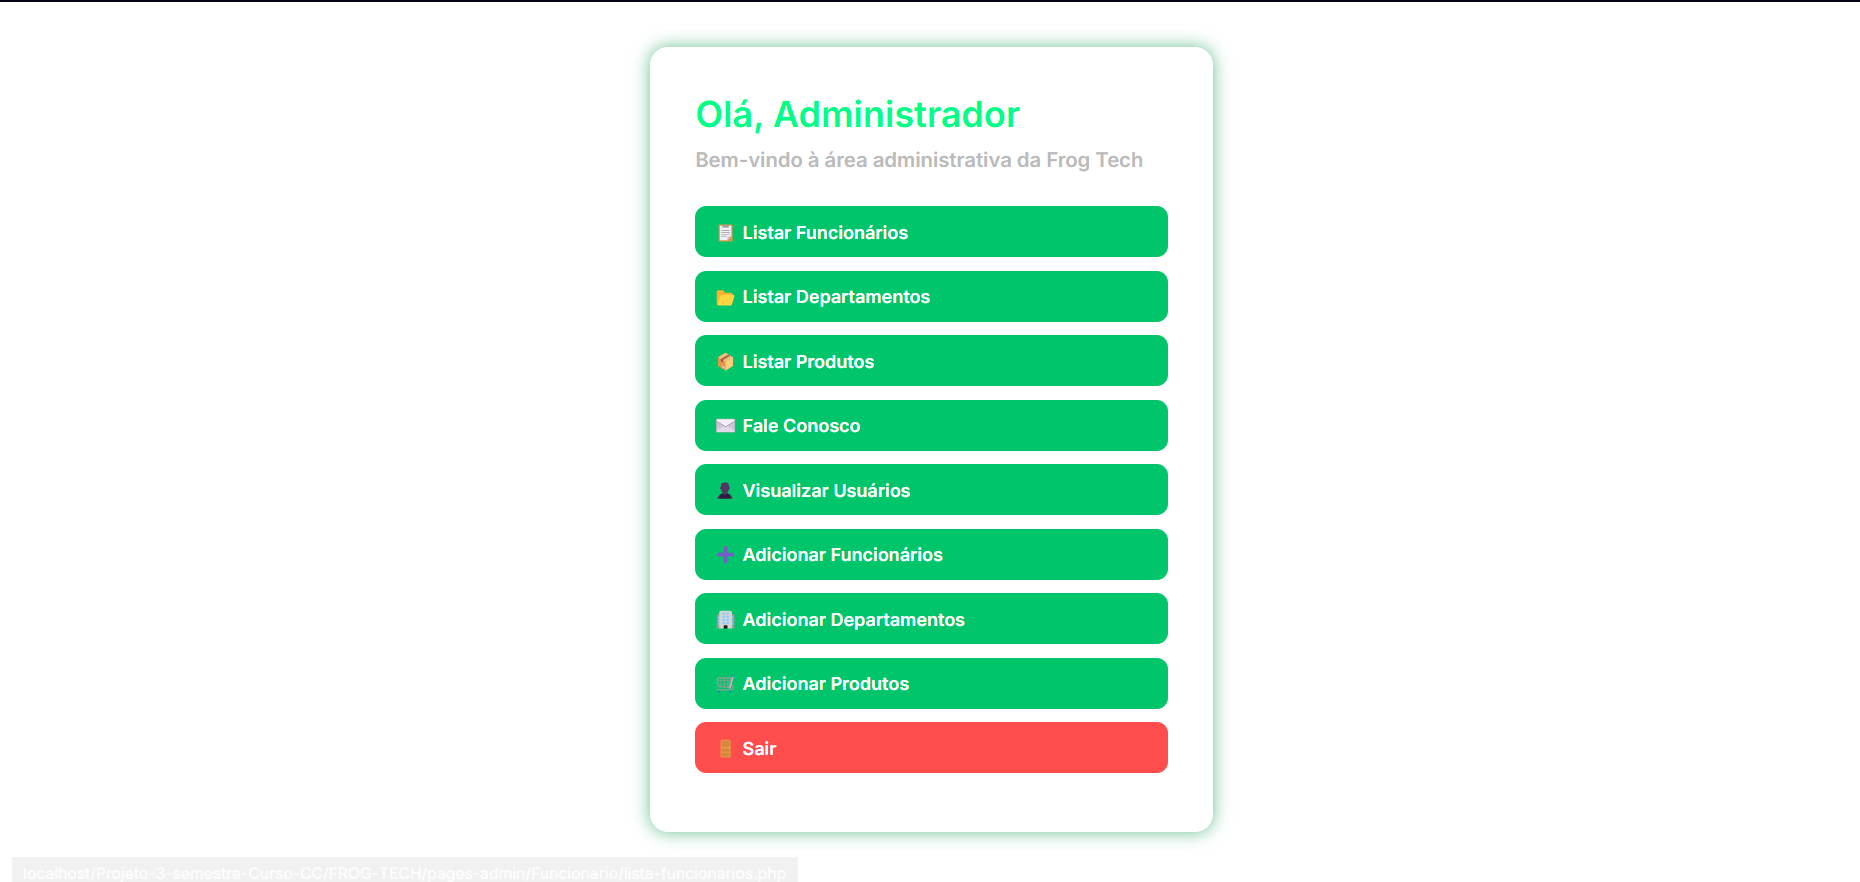 Olá, Administrador
Bem-vindo à área administrativa da Frog Tech
Listar Funcionários
Listar Departamentos
Listar Produtos
Fale Conosco
Visualizar Usuários
Adicionar Funcionários
Adicionar Departamentos
Adicionar Produtos
Sair
localhost/Projeto-3-semestre-Curso-CC/FROG-TECH/pages-admin/Funcionario/lista-funcionarios.php